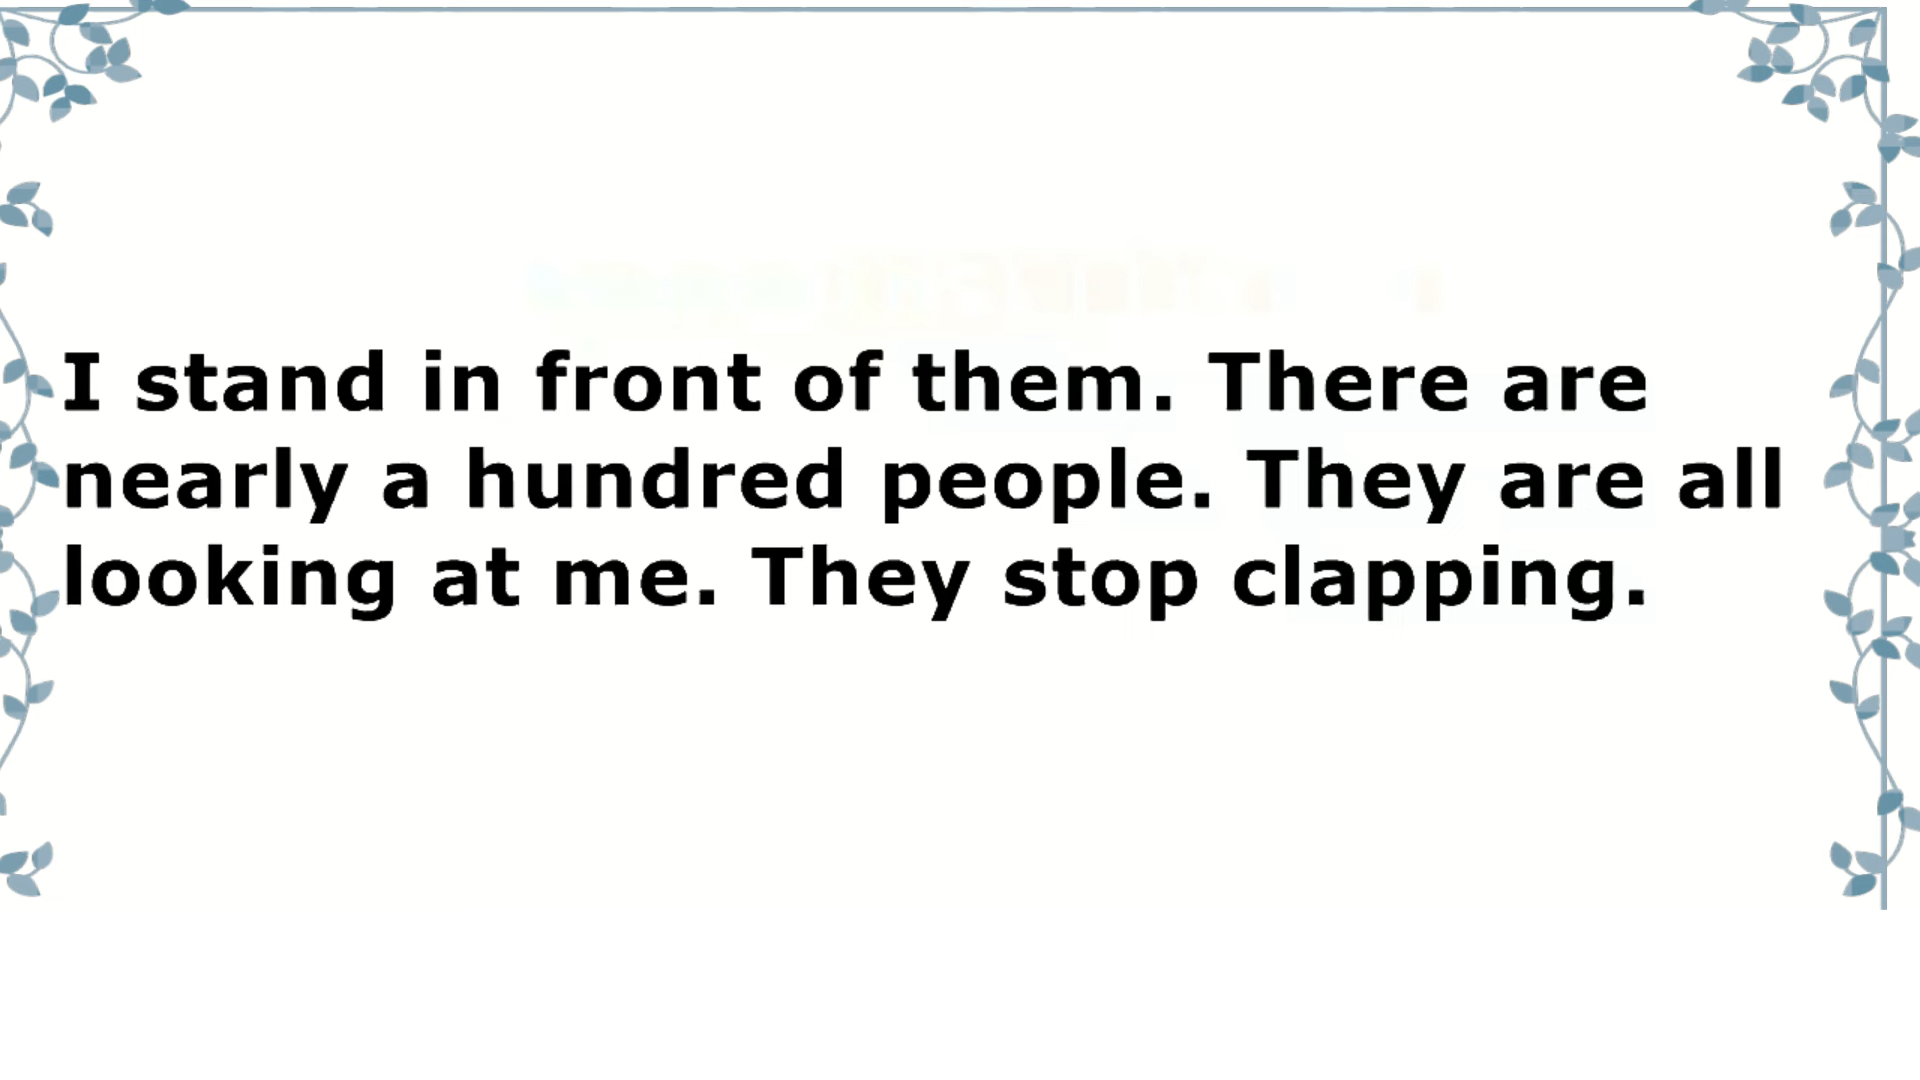 I stand in front of them. There are
nearly a hundred people. They are all
looking at me. They stop clapping.